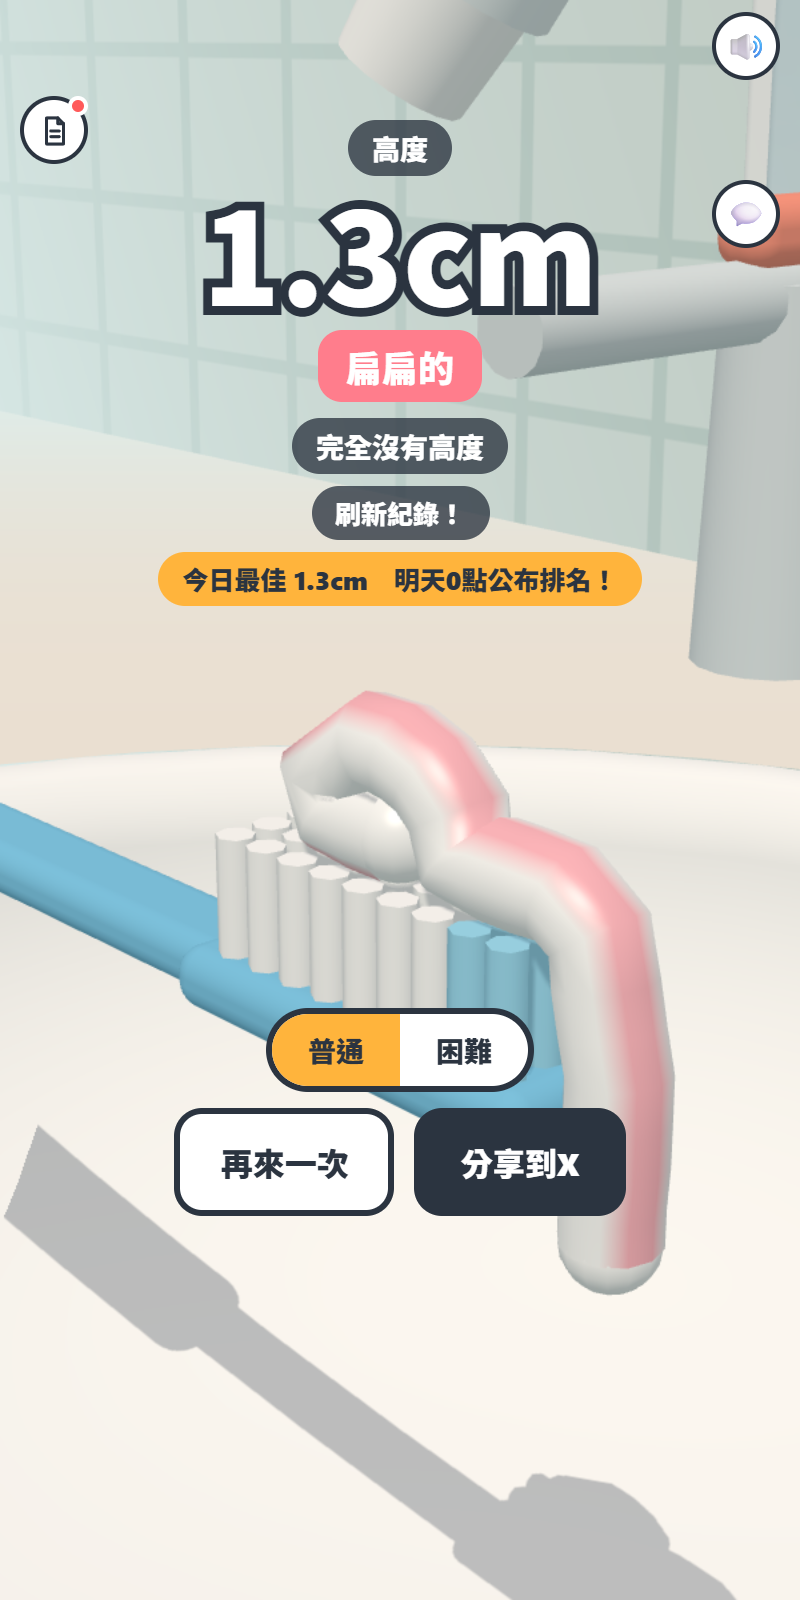 高度
1.3cm
扁扁的
完全沒有高度
刷新紀錄！
今日最佳 1.3cm　明天0點公布排名！
普通
困難
再來一次
分享到X